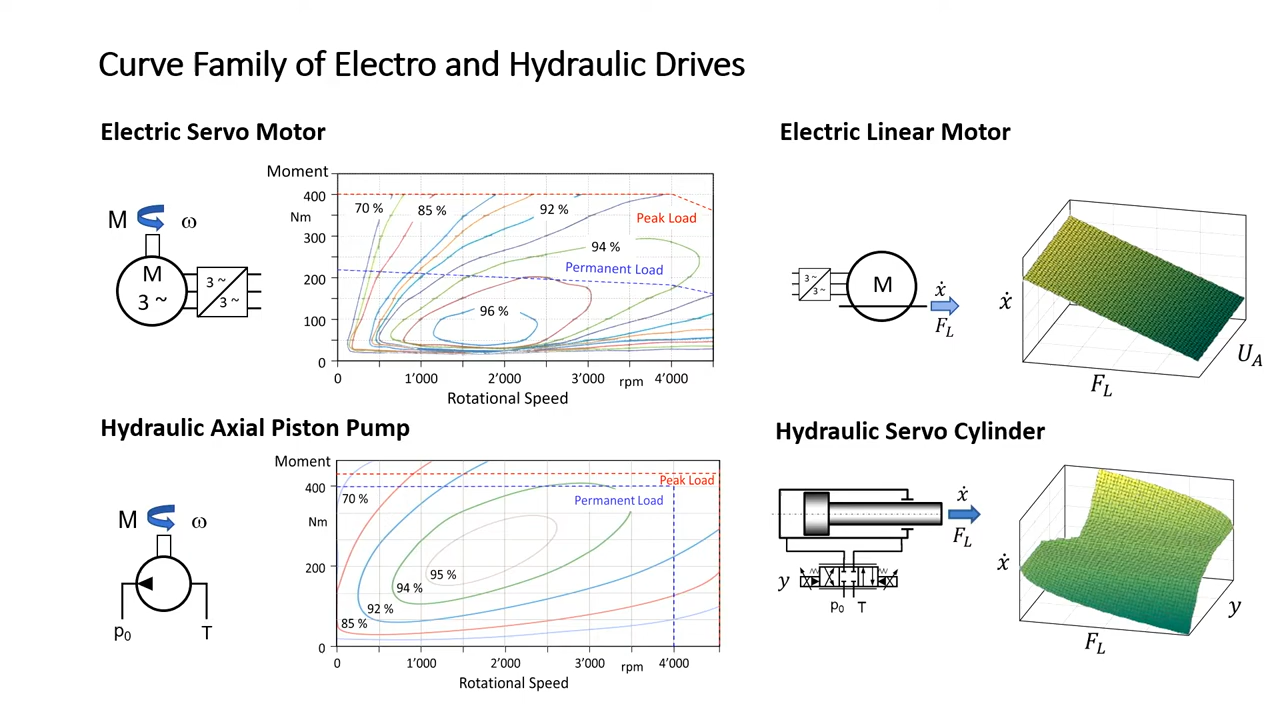 Curve Family of Electro and Hydraulic Drives
Electric Servo Motor
Moment
400
Nm
300
200
100
0
0
1’000
2’000
3’000
rpm
4’000
Rotational Speed
70 %
85 %
92 %
94 %
96 %
Peak Load
Permanent Load
M
ω
M
3 ~
3 ~
3 ~
Electric Linear Motor
3 ~
3 ~
M
ẋ
F_L
ẋ
F_L
U_A
Hydraulic Axial Piston Pump
Moment
400
Nm
200
0
0
1’000
2’000
3’000
rpm
4’000
Rotational Speed
70 %
85 %
92 %
94 %
95 %
Peak Load
Permanent Load
M
ω
p₀
T
Hydraulic Servo Cylinder
ẋ
F_L
y
p₀ T
ẋ
F_L
y